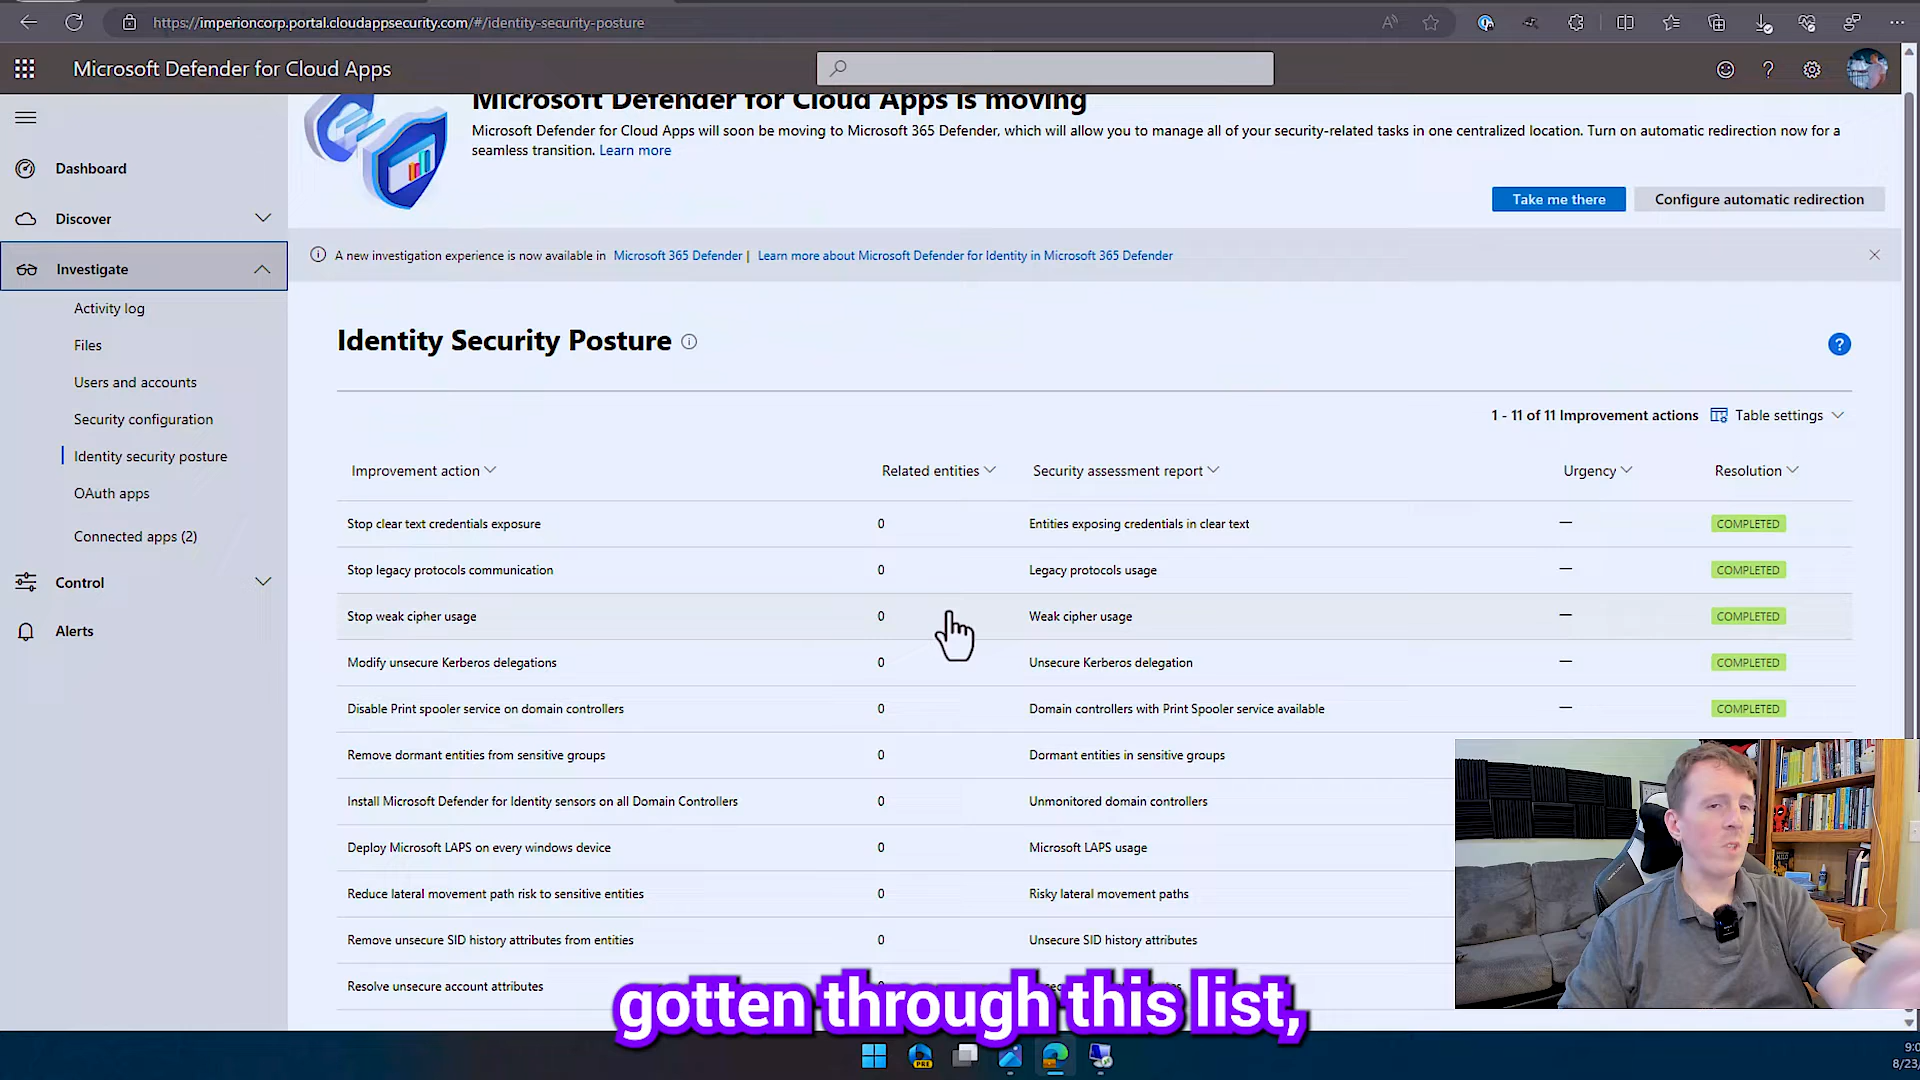 https://imperioncorp.portal.cloudappsecurity.com/#/identity-security-posture
Microsoft Defender for Cloud Apps
Microsoft Defender for Cloud Apps is moving
Microsoft Defender for Cloud Apps will soon be moving to Microsoft 365 Defender, which will allow you to manage all of your security-related tasks in one centralized location. Turn on automatic redirection now for a
seamless transition. Learn more
Take me there
Configure automatic redirection
A new investigation experience is now available in Microsoft 365 Defender | Learn more about Microsoft Defender for Identity in Microsoft 365 Defender
Dashboard
Discover
Investigate
Activity log
Files
Users and accounts
Security configuration
Identity security posture
OAuth apps
Connected apps (2)
Control
Alerts
Identity Security Posture
1 - 11 of 11 Improvement actions Table settings
Improvement action Related entities Security assessment report Urgency Resolution
Stop clear text credentials exposure 0 Entities exposing credentials in clear text — COMPLETED
Stop legacy protocols communication 0 Legacy protocols usage — COMPLETED
Stop weak cipher usage 0 Weak cipher usage — COMPLETED
Modify unsecure Kerberos delegations 0 Unsecure Kerberos delegation — COMPLETED
Disable Print spooler service on domain controllers 0 Domain controllers with Print Spooler service available — COMPLETED
Remove dormant entities from sensitive groups 0 Dormant entities in sensitive groups
Install Microsoft Defender for Identity sensors on all Domain Controllers 0 Unmonitored domain controllers
Deploy Microsoft LAPS on every windows device 0 Microsoft LAPS usage
Reduce lateral movement path risk to sensitive entities 0 Risky lateral movement paths
Remove unsecure SID history attributes from entities 0 Unsecure SID history attributes
Resolve unsecure account attributes
gotten through this list,
PRE